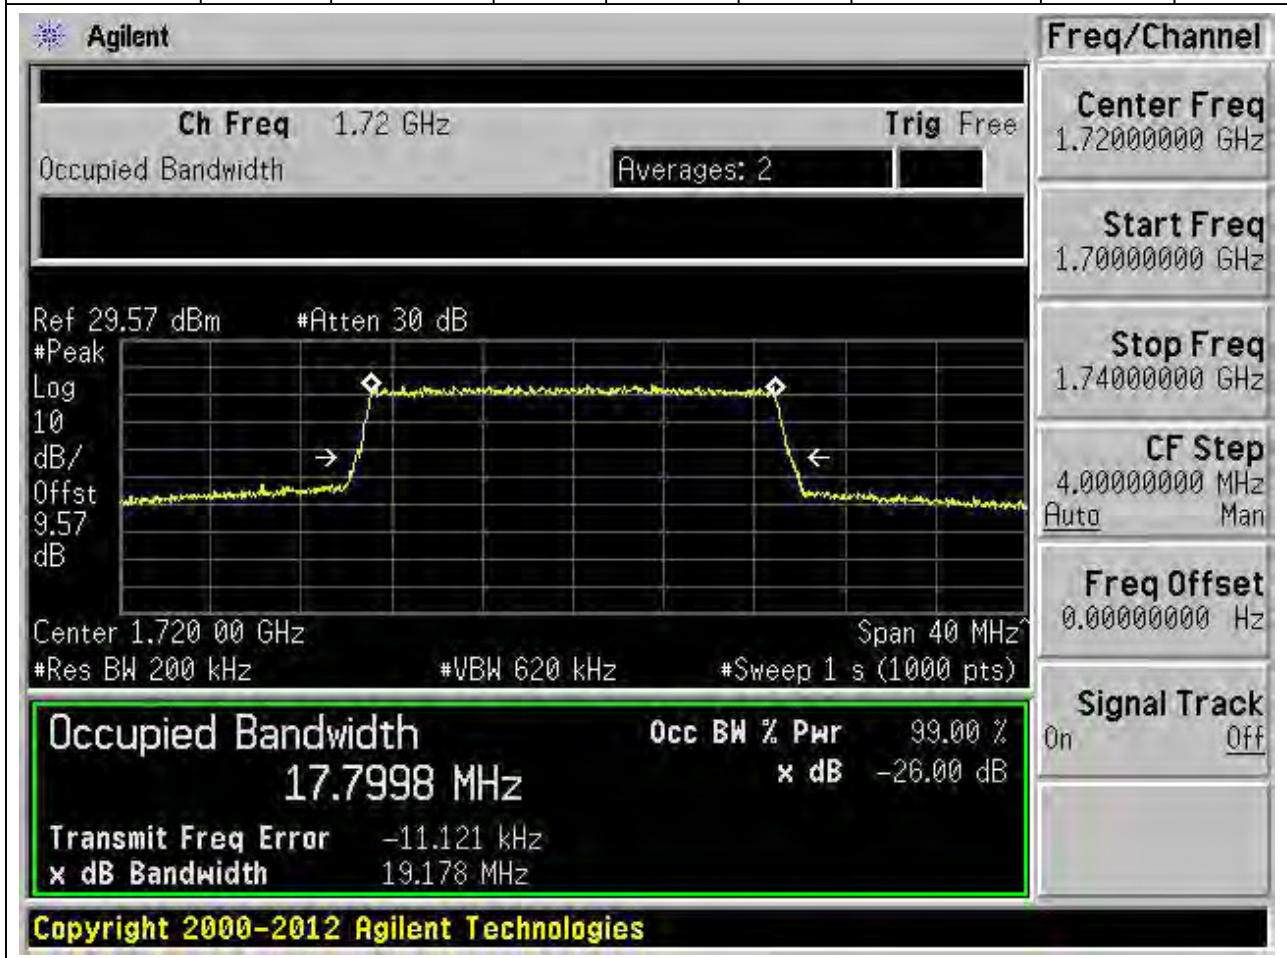 Agilent
Freq/Channel
Ch Freq 1.72 GHz Trig Free
Occupied Bandwidth Averages: 2
Center Freq
1.72000000 GHz
Start Freq
1.70000000 GHz
Stop Freq
1.74000000 GHz
CF Step
4.00000000 MHz
Auto Man
Freq Offset
0.00000000 Hz
Signal Track
On Off
Ref 29.57 dBm #Atten 30 dB
#Peak
Log
10
dB/
Offst
9.57
dB
Center 1.720 00 GHz Span 40 MHz^
#Res BW 200 kHz #VBW 620 kHz #Sweep 1 s (1000 pts)
Occupied Bandwidth Occ BW % Pwr 99.00 %
17.7998 MHz x dB -26.00 dB
Transmit Freq Error -11.121 kHz
x dB Bandwidth 19.178 MHz
Copyright 2000-2012 Agilent Technologies